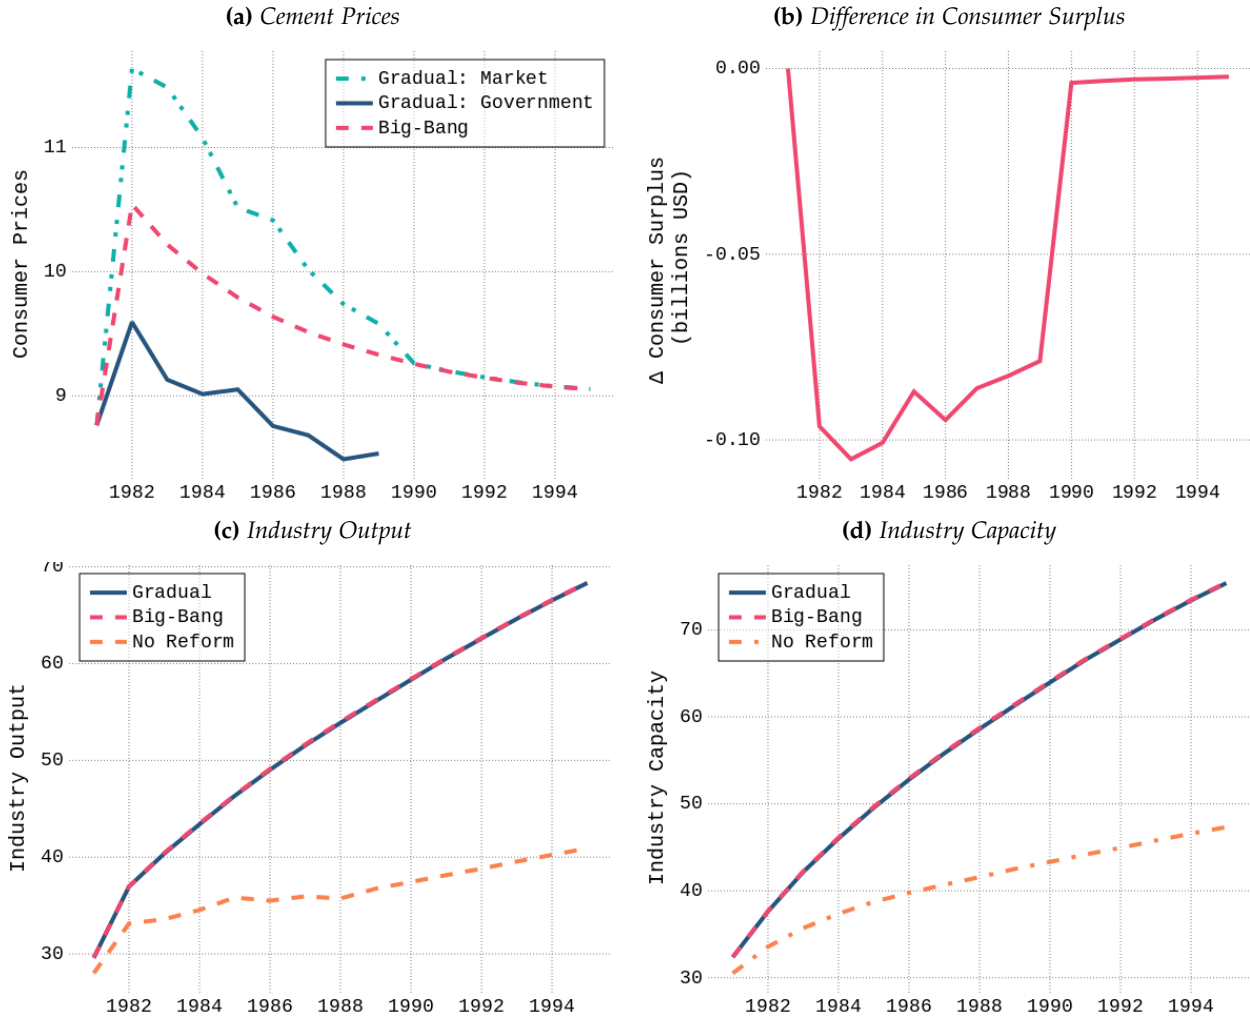 (a) Cement Prices
Consumer Prices
11
10
9
Gradual: Market
Gradual: Government
Big-Bang
1982 1984 1986 1988 1990 1992 1994
(b) Difference in Consumer Surplus
Δ Consumer Surplus
(billions USD)
0.00
-0.05
-0.10
1982 1984 1986 1988 1990 1992 1994
(c) Industry Output
Industry Output
70
60
50
40
30
Gradual
Big-Bang
No Reform
1982 1984 1986 1988 1990 1992 1994
(d) Industry Capacity
Industry Capacity
70
60
50
40
30
Gradual
Big-Bang
No Reform
1982 1984 1986 1988 1990 1992 1994